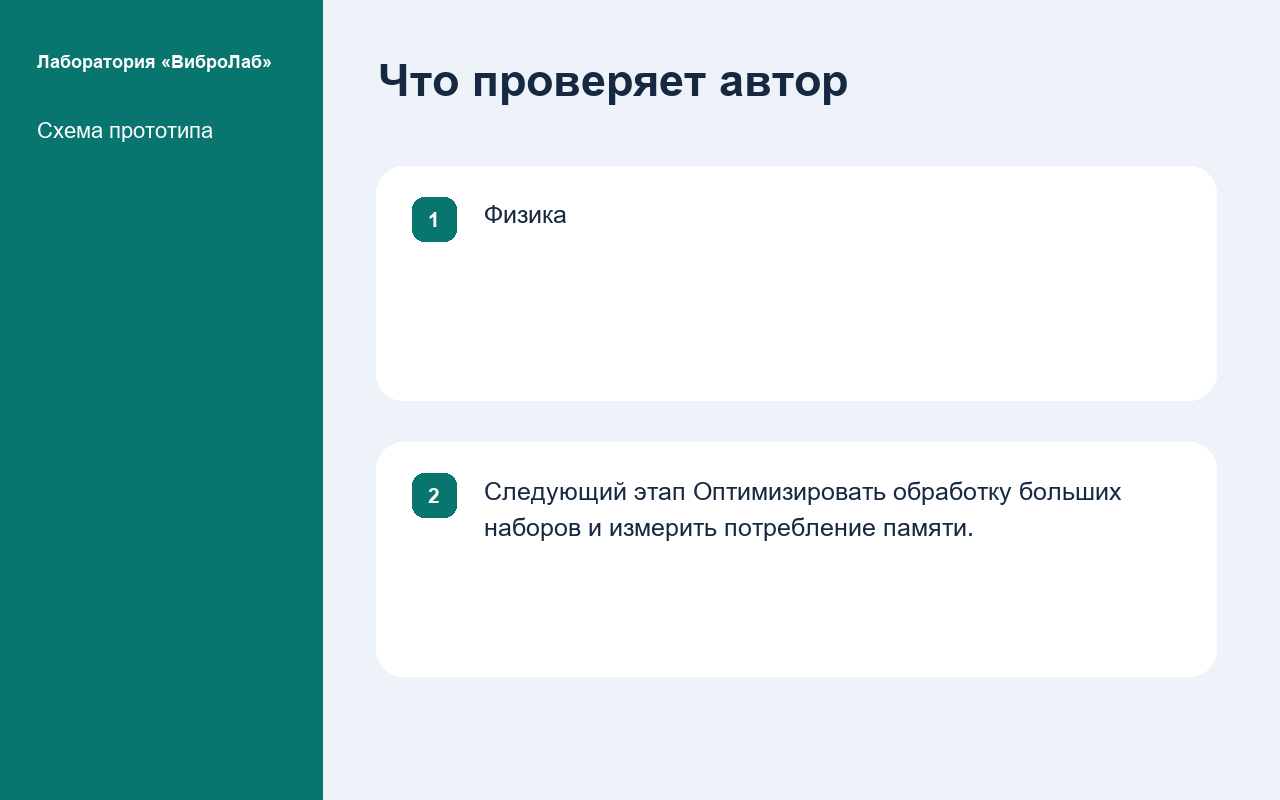 Лаборатория «ВиброЛаб»
Схема прототипа
Что проверяет автор
1
Физика
2
Следующий этап Оптимизировать обработку больших
наборов и измерить потребление памяти.